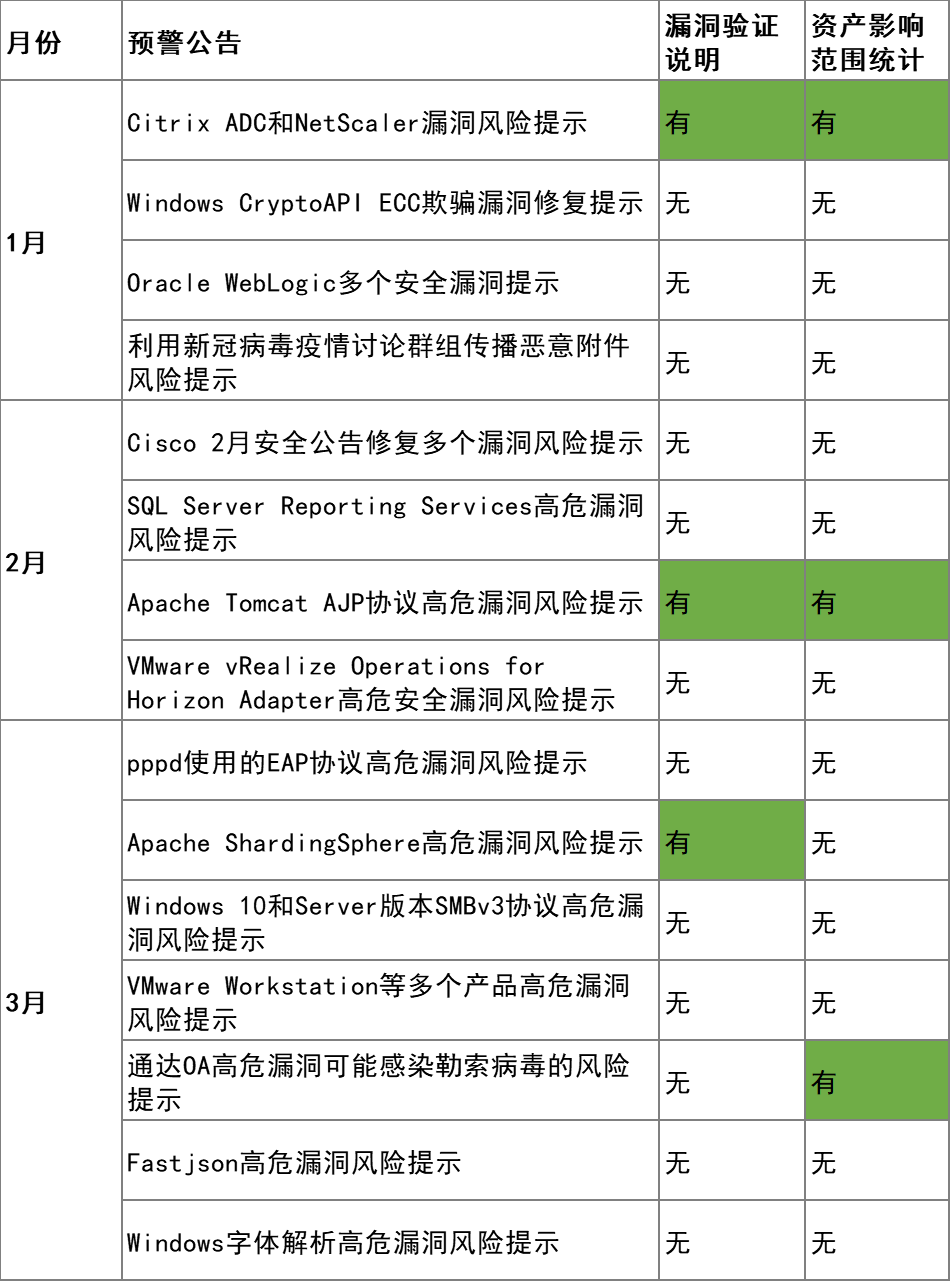 月份
预警公告
漏洞验证
说明
资产影响
范围统计
1月
Citrix ADC和NetScaler漏洞风险提示
有
有
Windows CryptoAPI ECC欺骗漏洞修复提示
无
无
Oracle WebLogic多个安全漏洞提示
无
无
利用新冠病毒疫情讨论群组传播恶意附件
风险提示
无
无
2月
Cisco 2月安全公告修复多个漏洞风险提示
无
无
SQL Server Reporting Services高危漏洞
风险提示
无
无
Apache Tomcat AJP协议高危漏洞风险提示
有
有
VMware vRealize Operations for
Horizon Adapter高危安全漏洞风险提示
无
无
3月
pppd使用的EAP协议高危漏洞风险提示
无
无
Apache ShardingSphere高危漏洞风险提示
有
无
Windows 10和Server版本SMBv3协议高危漏
洞风险提示
无
无
VMware Workstation等多个产品高危漏洞
风险提示
无
无
通达OA高危漏洞可能感染勒索病毒的风险
提示
无
有
Fastjson高危漏洞风险提示
无
无
Windows字体解析高危漏洞风险提示
无
无